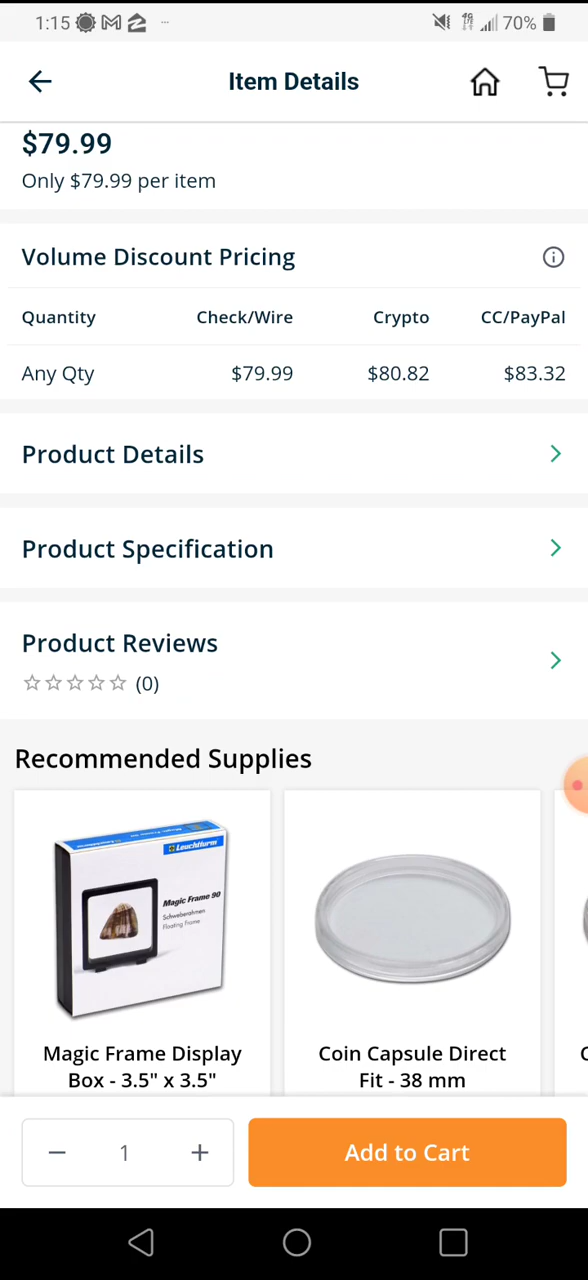 1:15 70%
Item Details
$79.99
Only $79.99 per item
Volume Discount Pricing
Quantity Check/Wire Crypto CC/PayPal
Any Qty $79.99 $80.82 $83.32
Product Details
Product Specification
Product Reviews
(0)
Recommended Supplies
Leuchtturm
Magic Frame 90
Schweberahmen
Floating Frame
Magic Frame Display
Box - 3.5" x 3.5"
Coin Capsule Direct
Fit - 38 mm
1
Add to Cart